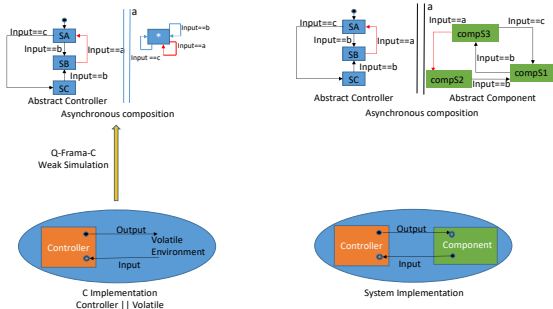 a
Input==c
SA
Input==b
Input==a
SB
Input==b
SC
Abstract Controller
*
Input==b
Input==a
Input ==c
Asynchronous composition
a
Input==c
SA
Input==b
Input==a
SB
Input==b
SC
Abstract Controller
Input==a
compS3
Input==c
Input==b
compS1
compS2
Input==b
Abstract Component
Asynchronous composition
Q-Frama-C
Weak Simulation
Controller
Output
Volatile
Environment
Input
C Implementation
Controller || Volatile
Controller
Output
Component
Input
System Implementation